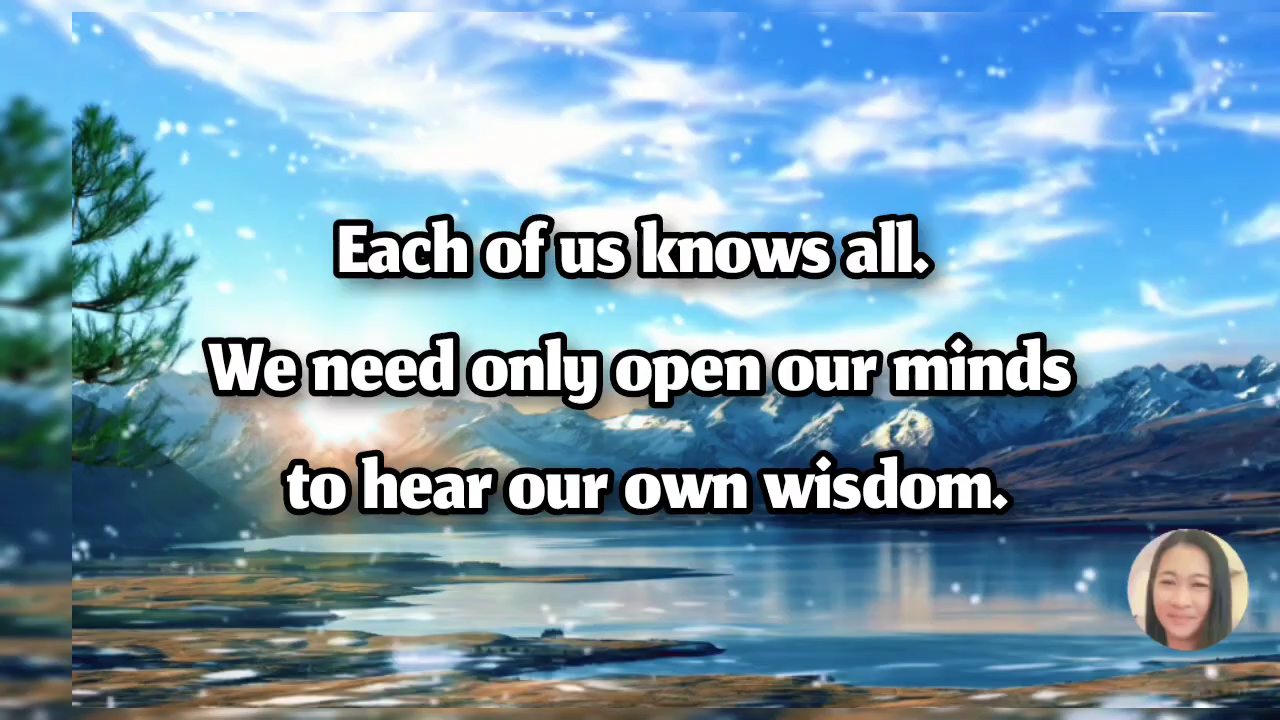 Each of us knows all.
We need only open our minds
to hear our own wisdom.